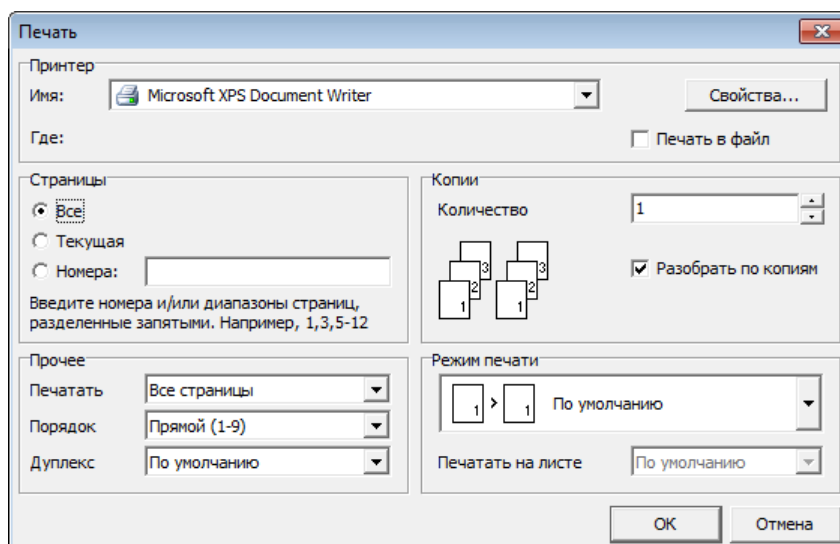 Печать
Принтер
Имя: Microsoft XPS Document Writer Свойства...
Где: Печать в файл
Страницы
Все
Текущая
Номера:
Введите номера и/или диапазоны страниц,
разделенные запятыми. Например, 1,3,5-12
Копии
Количество 1
3 3
2 2
1 1
Разобрать по копиям
Прочее
Печатать Все страницы
Порядок Прямой (1-9)
Дуплекс По умолчанию
Режим печати
1 > 1 По умолчанию
Печатать на листе По умолчанию
OK Отмена